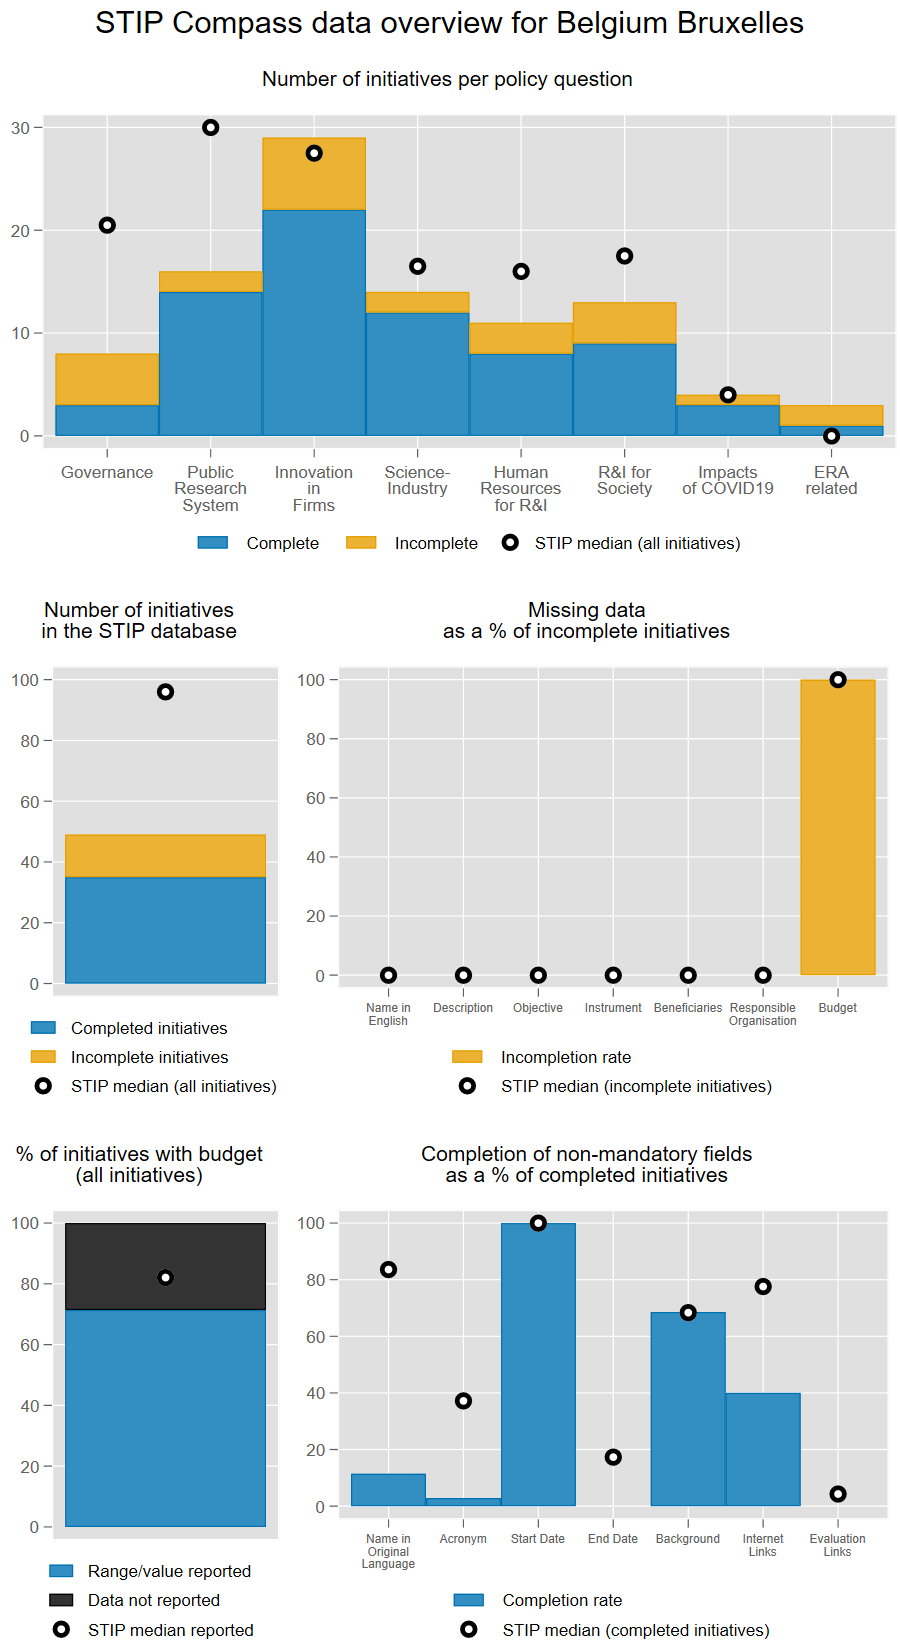 STIP Compass data overview for Belgium Bruxelles
Number of initiatives per policy question
30
20
10
0
Governance
Public
Research
System
Innovation
in
Firms
Science-
Industry
Human
Resources
for R&I
R&I for
Society
Impacts
of COVID19
ERA
related
Complete
Incomplete
STIP median (all initiatives)
Number of initiatives
in the STIP database
100
80
60
40
20
0
Completed initiatives
Incomplete initiatives
STIP median (all initiatives)
Missing data
as a % of incomplete initiatives
100
80
60
40
20
0
Name in
English
Description
Objective
Instrument
Beneficiaries
Responsible
Organisation
Budget
Incompletion rate
STIP median (incomplete initiatives)
% of initiatives with budget
(all initiatives)
100
80
60
40
20
0
Range/value reported
Data not reported
STIP median reported
Completion of non-mandatory fields
as a % of completed initiatives
100
80
60
40
20
0
Name in
Original
Language
Acronym
Start Date
End Date
Background
Internet
Links
Evaluation
Links
Completion rate
STIP median (completed initiatives)